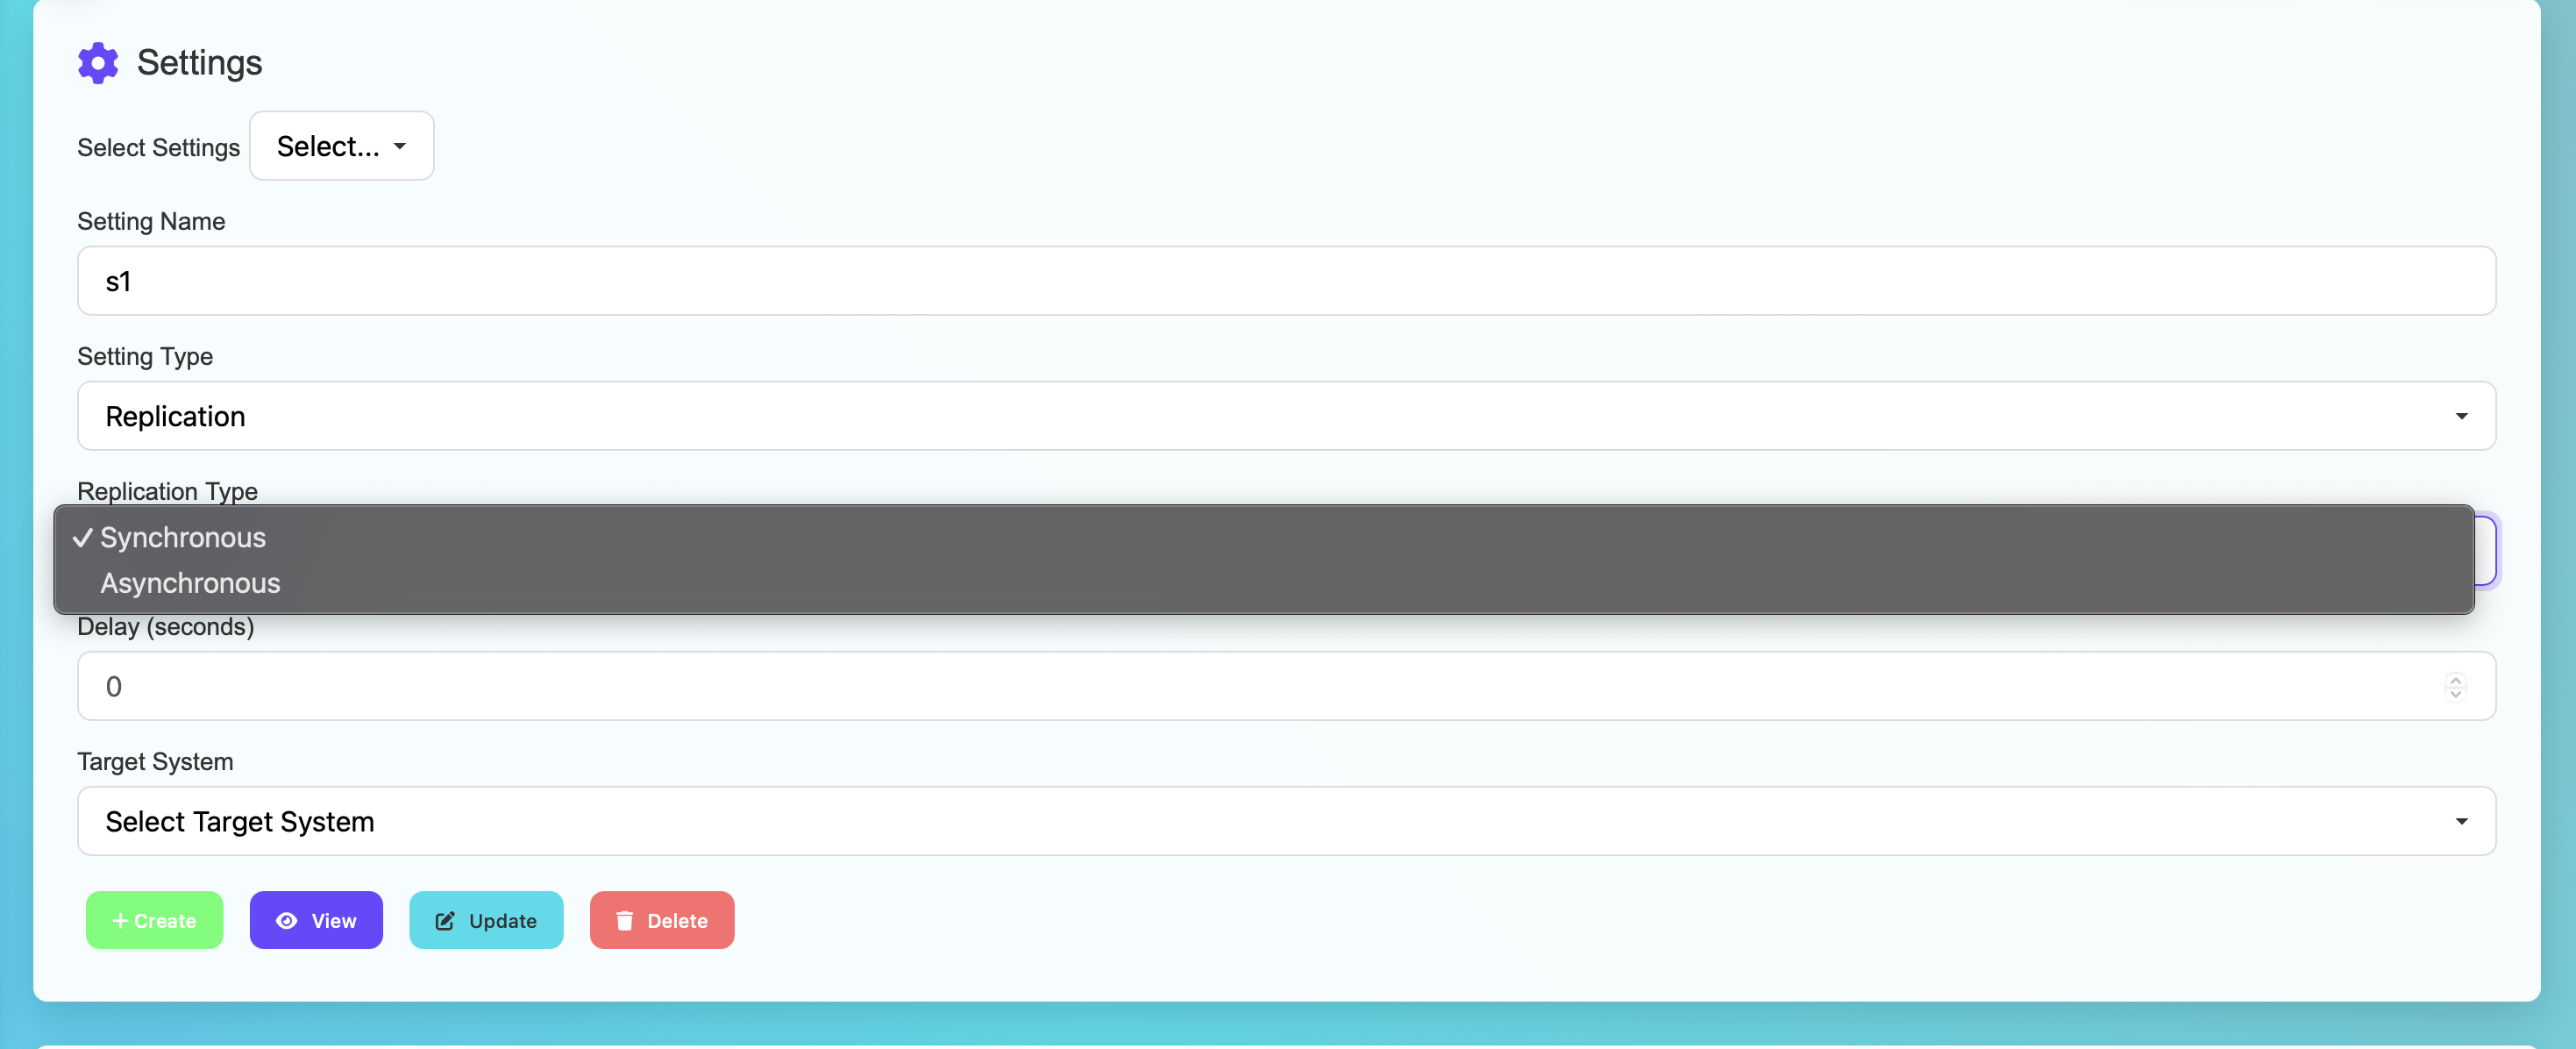 Settings
Select Settings Select...
Setting Name
s1
Setting Type
Replication
Replication Type
✓ Synchronous
Asynchronous
Delay (seconds)
0
Target System
Select Target System
+ Create View Update Delete